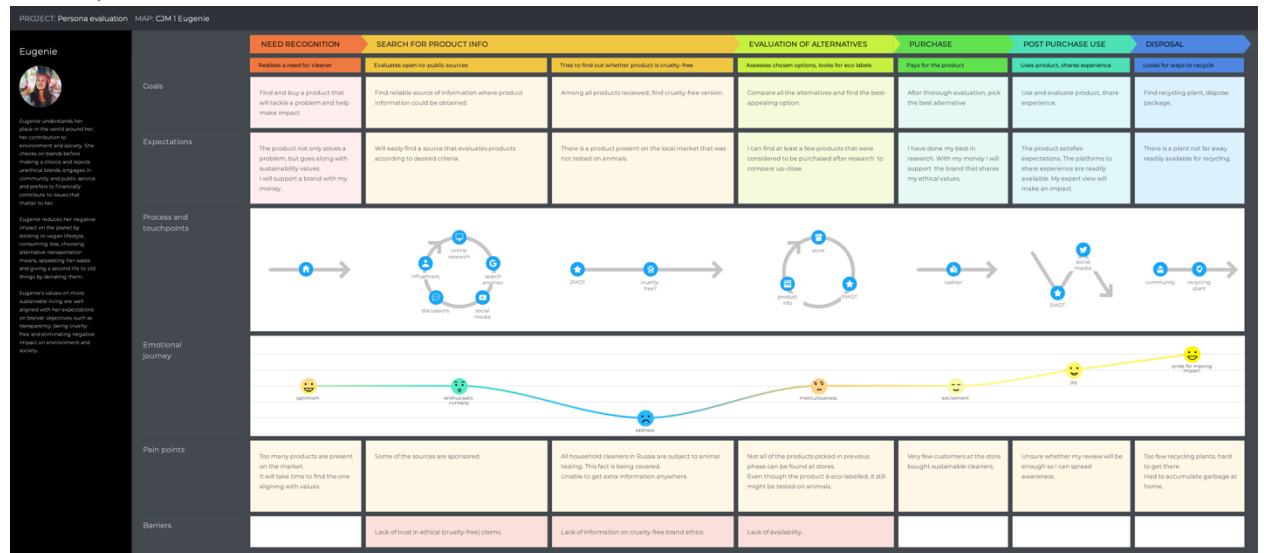 PROJECT: Persona evaluation MAP: CJM 1 Eugenie
Eugenie
Eugenie understands her
place in the world around her,
her contribution to
environment and society. She
checks on brands before
making a choice and rejects
unethical brands, engages in
community and public service
and prefers to financially
contribute to issues that
matter to her.
Eugenie reduces her negative
impact on the planet by
sticking to vegan lifestyle,
consuming less, choosing
alternative transportation
means, separating her waste
and giving a second life to old
things by donating them.
Eugenie's values on more
sustainable living are well
aligned with her expectations
on brands' objectives, such as
transparency, being cruelty-
free and eliminating negative
impact on environment and
society.
NEED RECOGNITION
SEARCH FOR PRODUCT INFO
EVALUATION OF ALTERNATIVES
PURCHASE
POST PURCHASE USE
DISPOSAL
Realises a need for cleaner
Evaluates open-to-public sources
Tries to find out whether product is cruelty-free
Assesses chosen options, looks for eco labels
Pays for the product
Uses product, shares experience
Looks for ways to recycle
Goals
Find and buy a product that
will tackle a problem and help
make impact.
Find reliable source of information where product
information could be obtained.
Among all products reviewed, find cruelty-free version.
Compare all the alternatives and find the best-
appealing option.
After thorough evaluation, pick
the best alternative
Use and evaluate product, share
experience.
Find recycling plant, dispose
package.
Expectations
The product not only solves a
problem, but goes along with
sustainability values.
I will support a brand with my
money.
Will easily find a source that evaluates products
according to desired criteria.
There is a product present on the local market that was
not tested on animals.
I can find at least a few products that were
considered to be purchased after research to
compare up-close.
I have done my best in
research. With my money I will
support the brand that shares
my ethical values.
The product satisfies
expectations. The platforms to
share experience are readily
available. My expert view will
make an impact.
There is a plant not far away
readily available for recycling.
Process and
touchpoints
online
research
influencers
search
engines
discussions
social
media
ZMOT
cruelty-
free?
store
product
info
FMOT
cashier
social
media
SMOT
community
recycling
plant
Emotional
journey
optimism
enthusiastic
curiosity
sadness
meticulousness
excitement
joy
pride for making
impact
Pain points
Too many products are present
on the market.
It will take time to find the one
aligning with values.
Some of the sources are sponsored.
All household cleaners in Russia are subject to animal
testing. This fact is being covered.
Unable to get extra information anywhere.
Not all of the products picked in previous
phase can be found at stores.
Even though the product is eco-labelled, it still
might be tested on animals.
Very few customers at the store
bought sustainable cleaners.
Unsure whether my review will be
enough so I can spread
awareness.
Too few recycling plants, hard
to get there.
Had to accumulate garbage at
home.
Barriers
Lack of trust in ethical (cruelty-free) claims.
Lack of information on cruelty-free brand ethics.
Lack of availability.